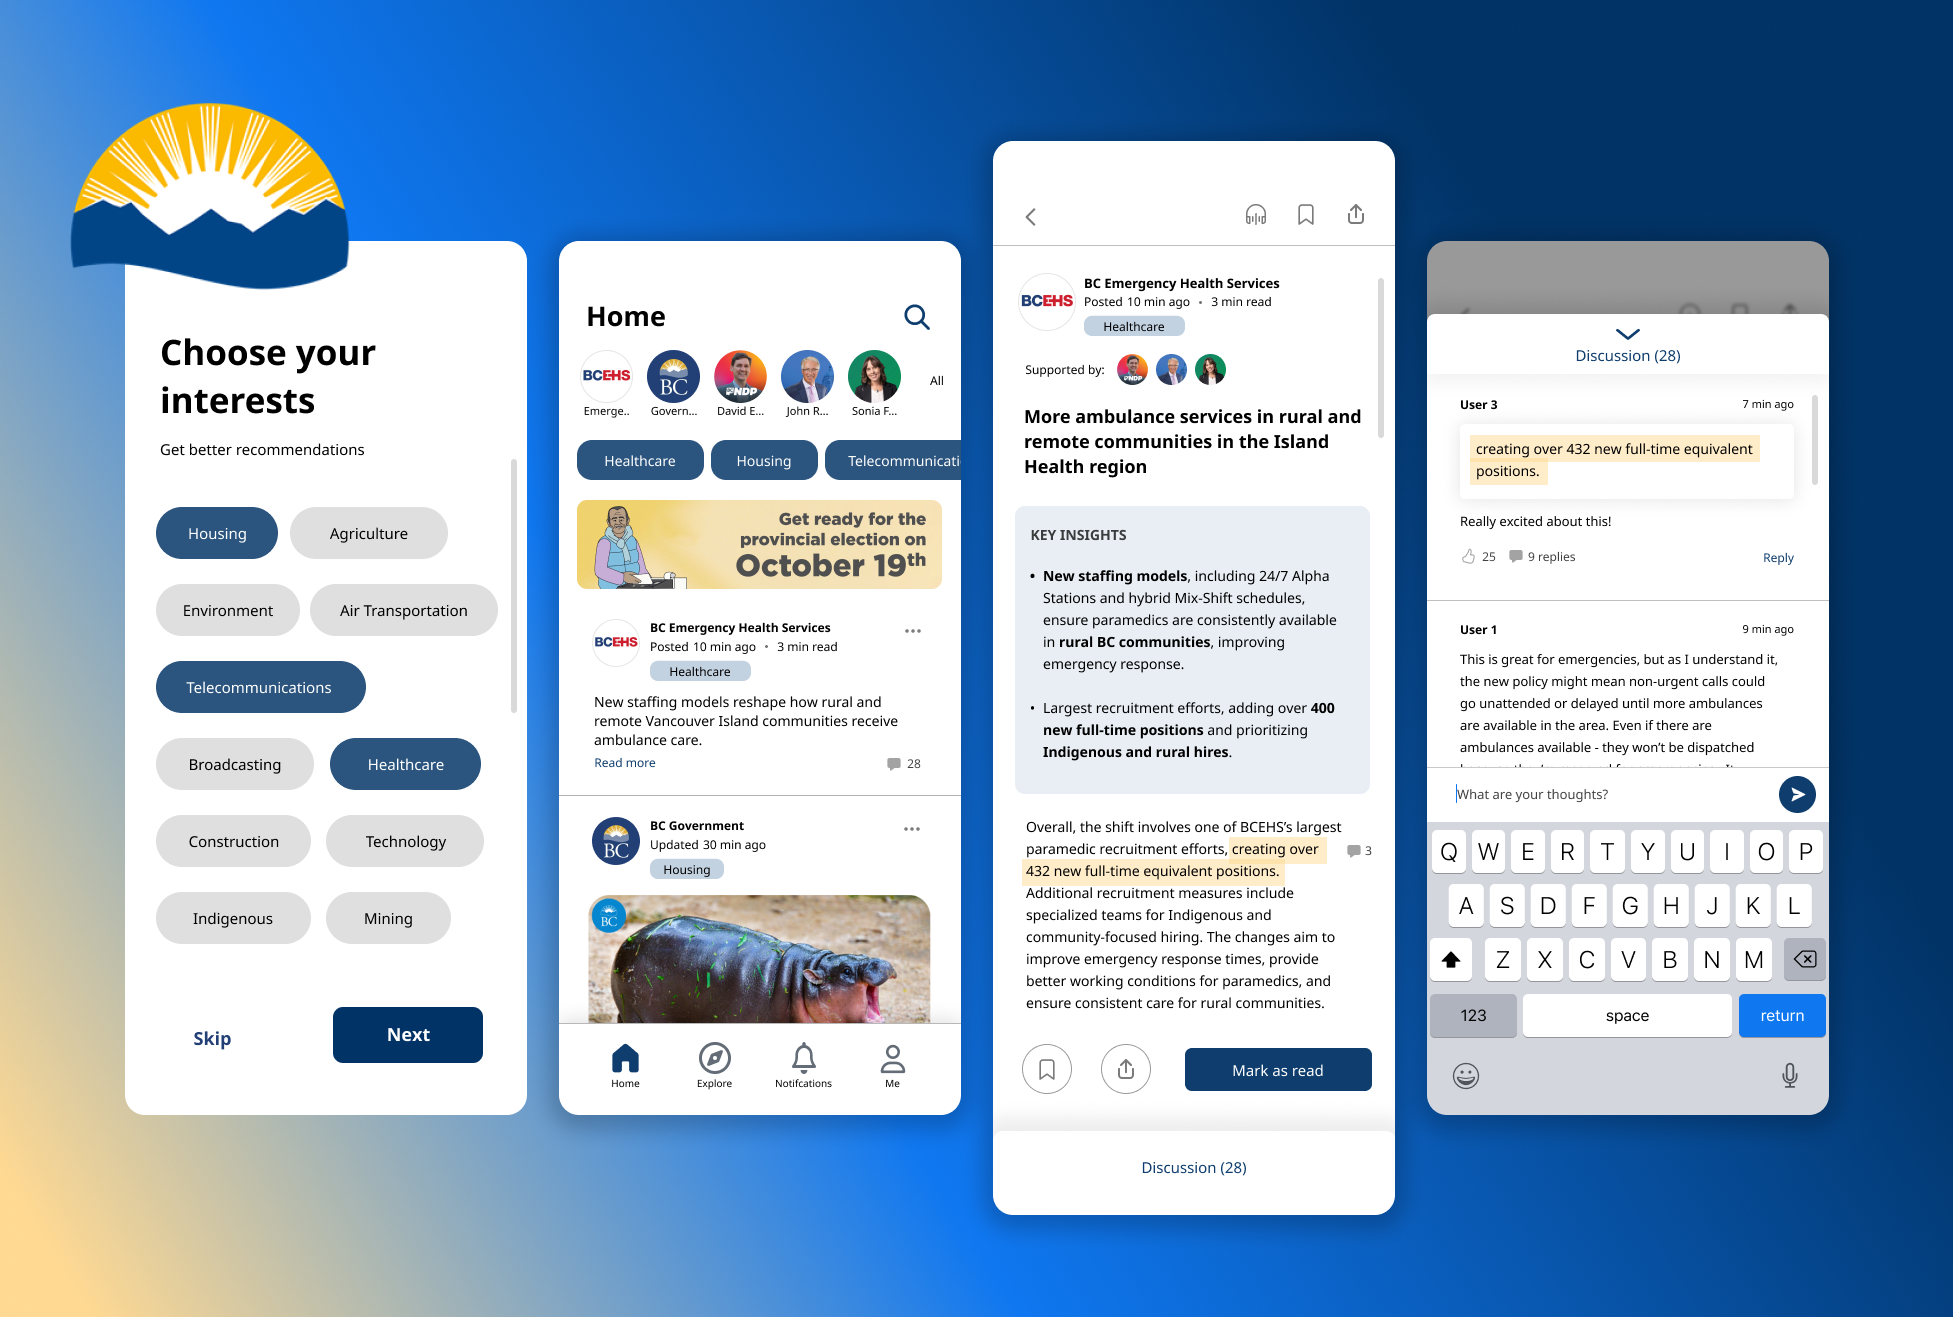 Choose your
interests
Get better recommendations
Housing
Agriculture
Environment
Air Transportation
Telecommunications
Broadcasting
Healthcare
Construction
Technology
Indigenous
Mining
Skip
Next
Home
BCEHS
BC
NDP
Emerge..
Govern...
David E...
John R...
Sonia F...
All
Healthcare
Housing
Telecommunicati
Get ready for the
provincial election on
October 19th
BCEHS
BC Emergency Health Services
Posted 10 min ago • 3 min read
Healthcare
New staffing models reshape how rural and
remote Vancouver Island communities receive
ambulance care.
Read more
28
BC
BC Government
Updated 30 min ago
Housing
BC
Home
Explore
Notifcations
Me
BCEHS
BC Emergency Health Services
Posted 10 min ago • 3 min read
Healthcare
Supported by:
NDP
More ambulance services in rural and
remote communities in the Island
Health region
KEY INSIGHTS
• New staffing models, including 24/7 Alpha
Stations and hybrid Mix-Shift schedules,
ensure paramedics are consistently available
in rural BC communities, improving
emergency response.
• Largest recruitment efforts, adding over 400
new full-time positions and prioritizing
Indigenous and rural hires.
Overall, the shift involves one of BCEHS's largest
paramedic recruitment efforts, creating over
3
432 new full-time equivalent positions.
Additional recruitment measures include
specialized teams for Indigenous and
community-focused hiring. The changes aim to
improve emergency response times, provide
better working conditions for paramedics, and
ensure consistent care for rural communities.
Mark as read
Discussion (28)
Discussion (28)
User 3
7 min ago
creating over 432 new full-time equivalent
positions.
Really excited about this!
25
9 replies
Reply
User 1
9 min ago
This is great for emergencies, but as I understand it,
the new policy might mean non-urgent calls could
go unattended or delayed until more ambulances
are available in the area. Even if there are
ambulances available - they won't be dispatched
What are your thoughts?
Q W E R T Y U I O P
A S D F G H J K L
Z X C V B N M
123
space
return